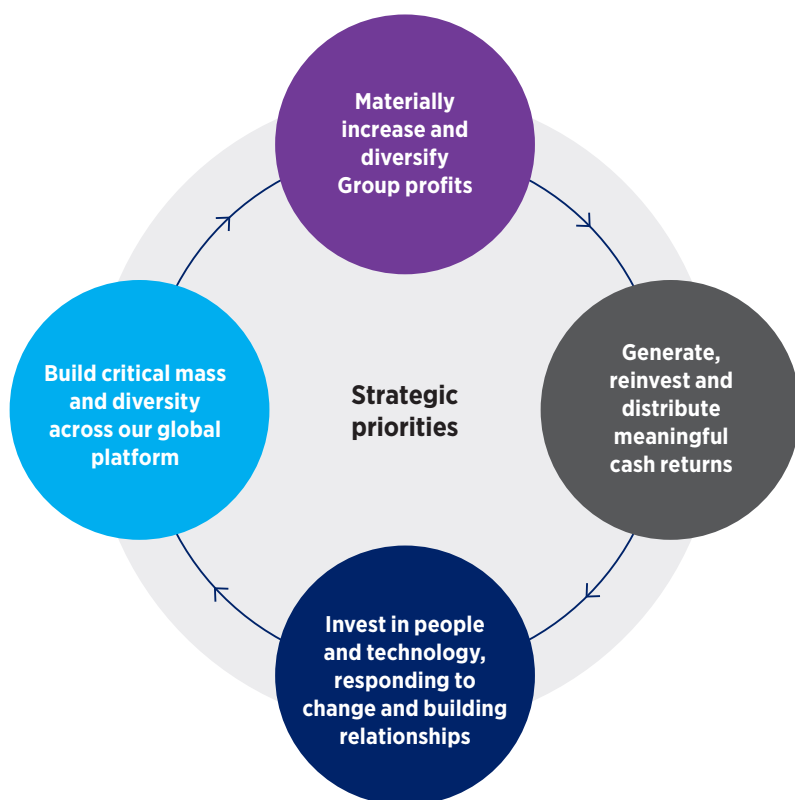 Materially
increase and
diversify
Group profits
Generate,
reinvest and
distribute
meaningful
cash returns
Invest in people
and technology,
responding to
change and building
relationships
Build critical mass
and diversity
across our global
platform
Strategic
priorities